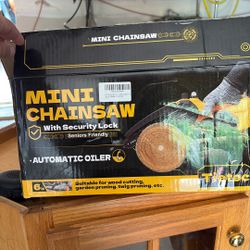 MINI CHAINSAW
MINI
CHAINSAW
With Security Lock
Seniors Friendly
· AUTOMATIC OILER
Suitable for wood cutting,
garden pruning, twig pruning, etc.